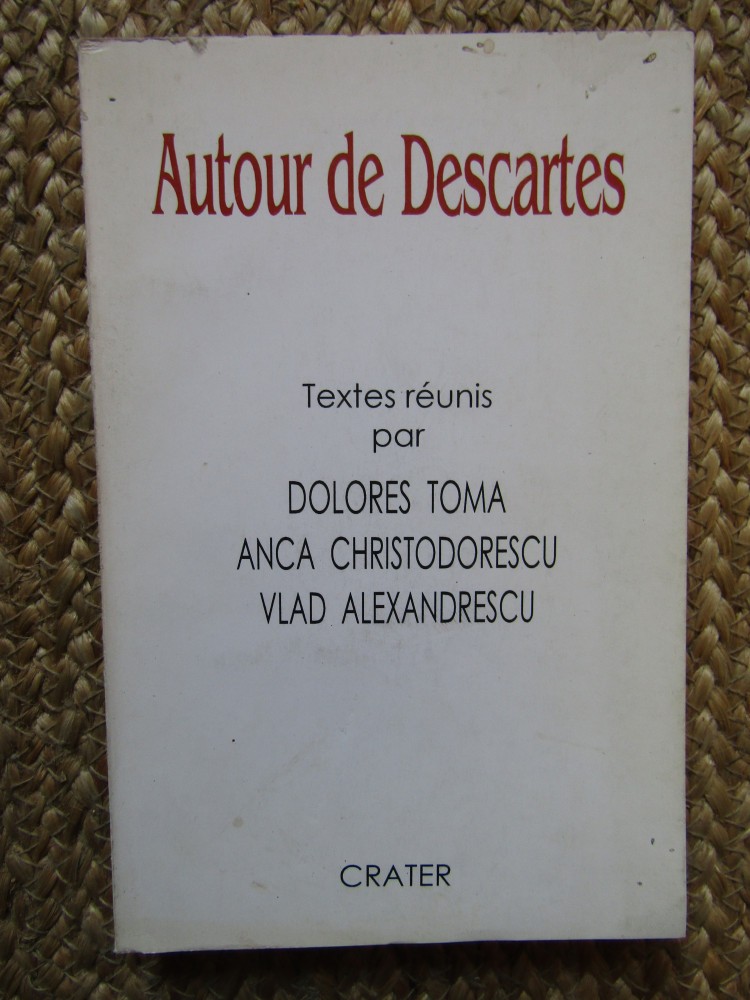 Autour de Descartes
Textes réunis
par
DOLORES TOMA
ANCA CHRISTODORESCU
VLAD ALEXANDRESCU
CRATER